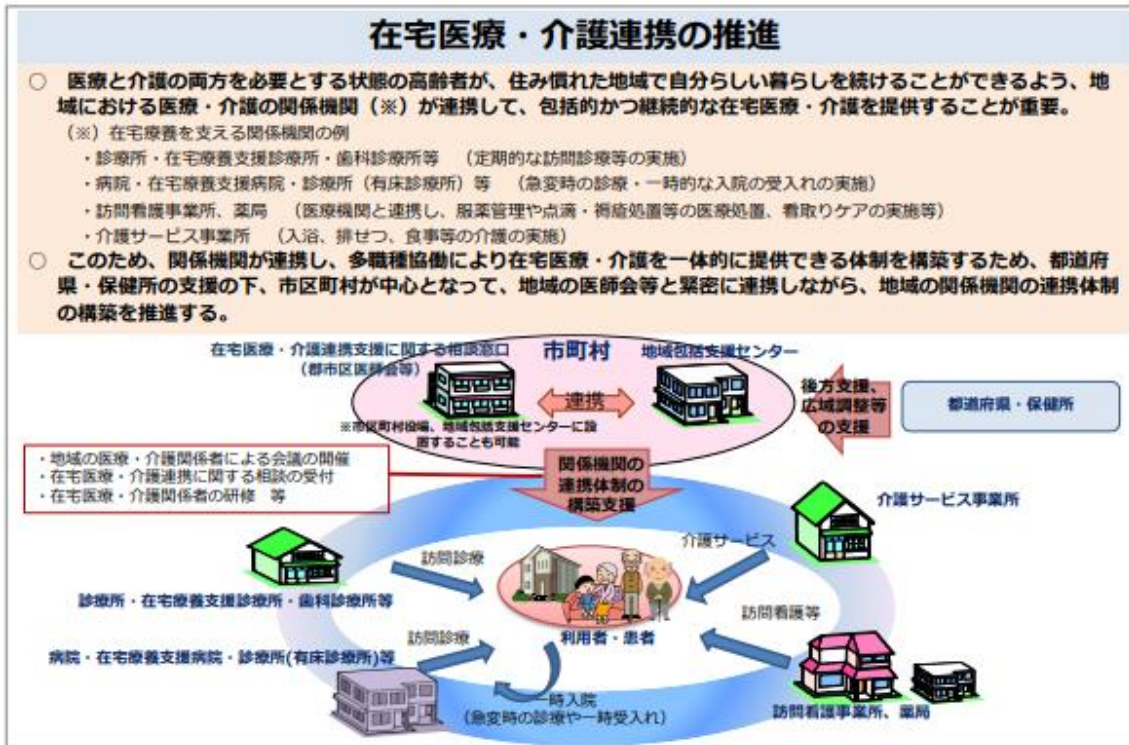 在宅医療・介護連携の推進
○ 医療と介護の両方を必要とする状態の高齢者が、住み慣れた地域で自分らしい暮らしを続けることができるよう、地
域における医療・介護の関係機関(※)が連携して、包括的かつ継続的な在宅医療・介護を提供することが重要。
(※)在宅療養を支える関係機関の例
・診療所・在宅療養支援診療所・歯科診療所等 (定期的な訪問診療等の実施)
・病院・在宅療養支援病院・診療所(有床診療所)等 (急変時の診療・一時的な入院の受入れの実施)
・訪問看護事業所、薬局 (医療機関と連携し、服薬管理や点滴・褥瘡処置等の医療処置、看取りケアの実施等)
・介護サービス事業所 (入浴、排せつ、食事等の介護の実施)
○ このため、関係機関が連携し、多職種協働により在宅医療・介護を一体的に提供できる体制を構築するため、都道府
県・保健所の支援の下、市区町村が中心となって、地域の医師会等と緊密に連携しながら、地域の関係機関の連携体制
の構築を推進する。
在宅医療・介護連携支援に関する相談窓口
(郡市区医師会等)
市町村
地域包括支援センター
連携
※市区町村役場、地域包括支援センターに設
置することも可能
後方支援、
広域調整等
の支援
都道府県・保健所
・地域の医療・介護関係者による会議の開催
・在宅医療・介護連携に関する相談の受付
・在宅医療・介護関係者の研修 等
関係機関の
連携体制の
構築支援
介護サービス事業所
訪問診療
介護サービス
診療所・在宅療養支援診療所・歯科診療所等
利用者・患者
訪問看護等
訪問診療
病院・在宅療養支援病院・診療所(有床診療所)等
一時入院
(急変時の診療や一時受入れ)
訪問看護事業所、薬局